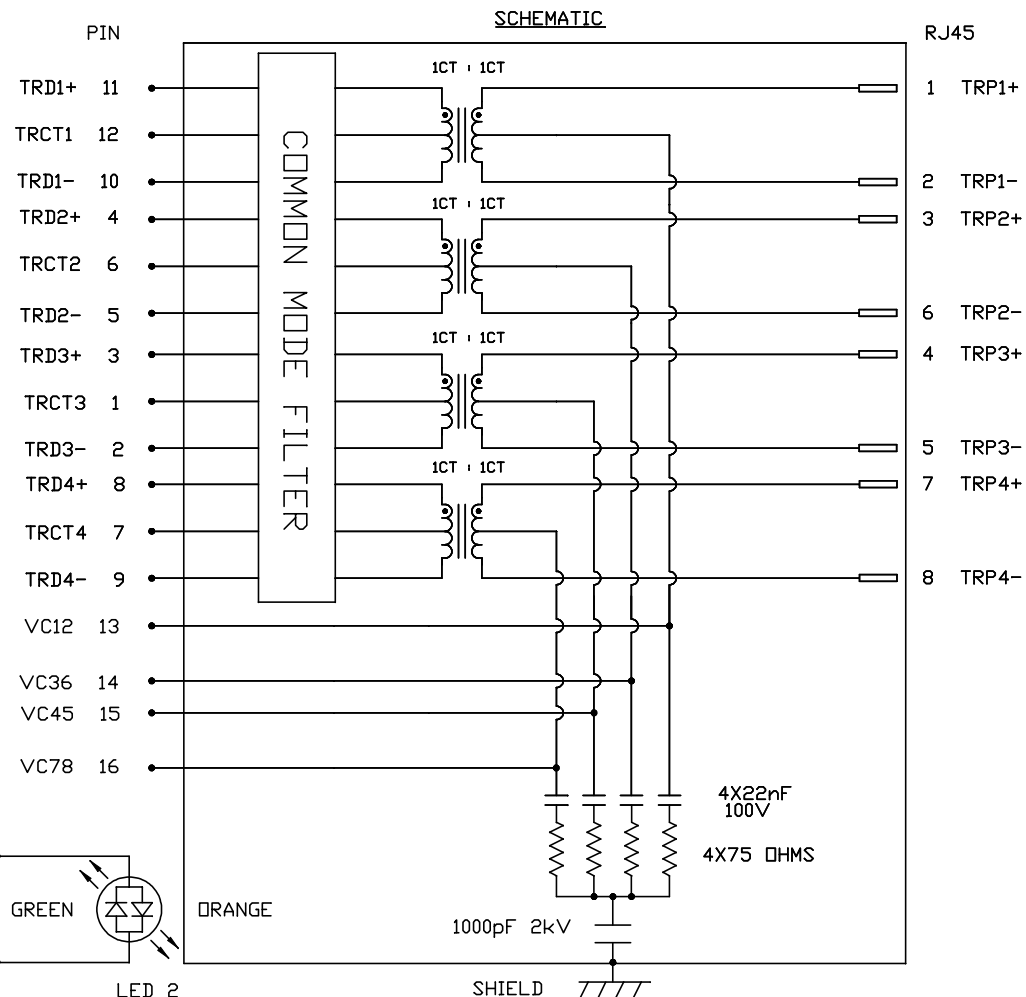 SCHEMATIC
PIN RJ45
1CT : 1CT
TRD1+ 11 1 TRP1+
TRCT1 12
TRD1- 10 2 TRP1-
1CT : 1CT
TRD2+ 4 3 TRP2+
TRCT2 6
TRD2- 5 6 TRP2-
1CT : 1CT
TRD3+ 3 4 TRP3+
TRCT3 1
TRD3- 2 5 TRP3-
1CT : 1CT
TRD4+ 8 7 TRP4+
TRCT4 7
TRD4- 9 8 TRP4-
COMMON MODE FILTER
VC12 13
VC36 14
VC45 15
VC78 16
4X22nF
100V
4X75 OHMS
GREEN ORANGE
1000pF 2kV
LED 2
SHIELD